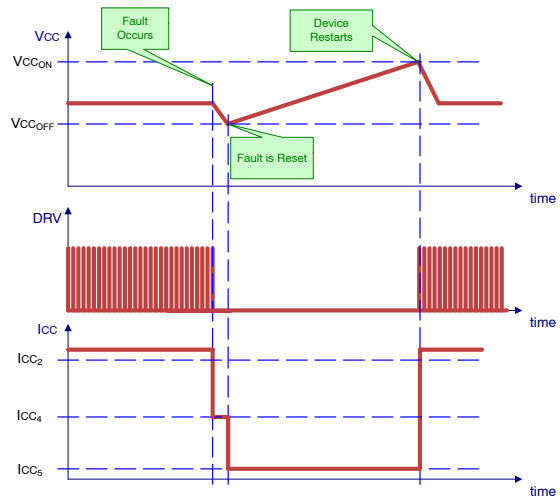 Fault
Occurs
Device
Restarts
VCC
VCCON
VCCOFF
Fault is Reset
time
DRV
time
ICC
ICC2
ICC4
ICC5
time